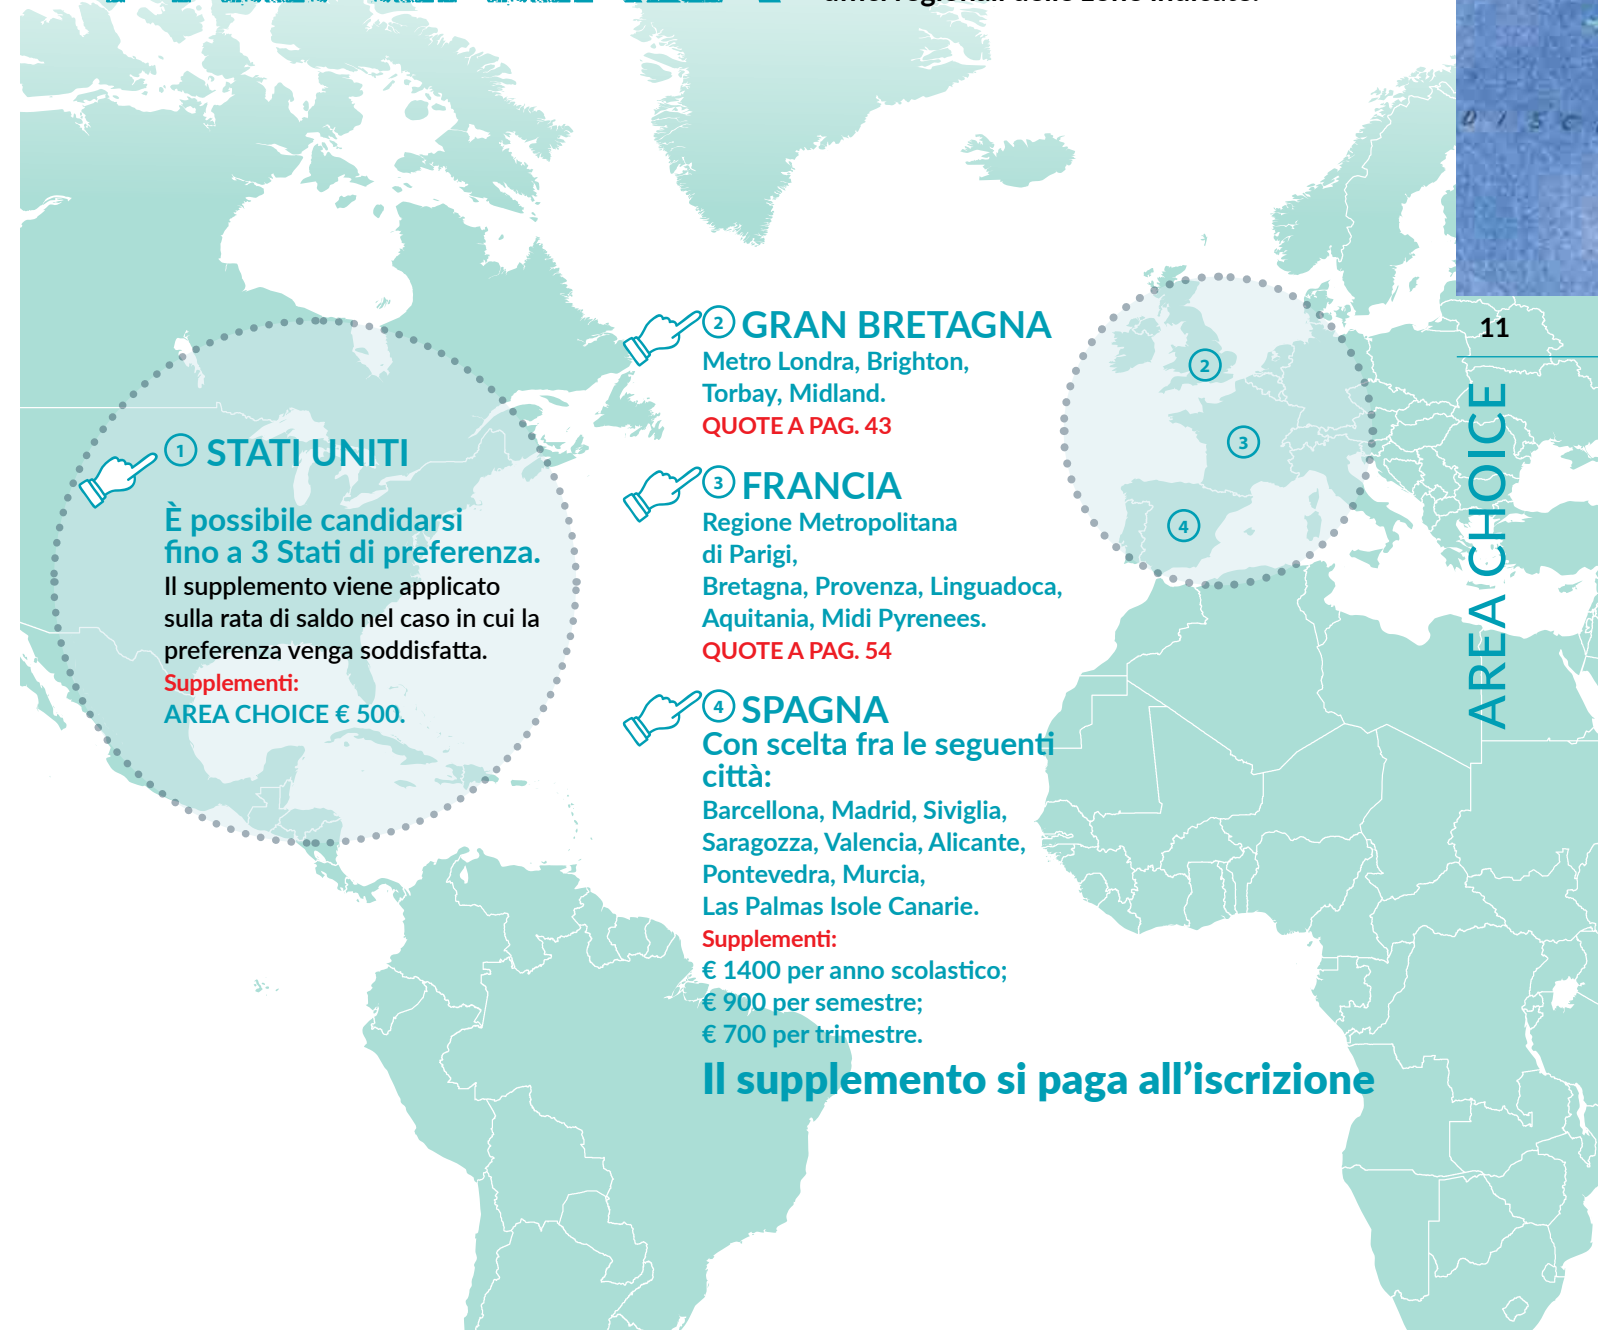 1 STATI UNITI
È possibile candidarsi
fino a 3 Stati di preferenza.
Il supplemento viene applicato
sulla rata di saldo nel caso in cui la
preferenza venga soddisfatta.
Supplementi:
AREA CHOICE € 500.
2 GRAN BRETAGNA
Metro Londra, Brighton,
Torbay, Midland.
QUOTE A PAG. 43
3 FRANCIA
Regione Metropolitana
di Parigi,
Bretagna, Provenza, Linguadoca,
Aquitania, Midi Pyrenees.
QUOTE A PAG. 54
4 SPAGNA
Con scelta fra le seguenti
città:
Barcellona, Madrid, Siviglia,
Saragozza, Valencia, Alicante,
Pontevedra, Murcia,
Las Palmas Isole Canarie.
Supplementi:
€ 1400 per anno scolastico;
€ 900 per semestre;
€ 700 per trimestre.
Il supplemento si paga all’iscrizione
2
3
4
11
AREA CHOICE